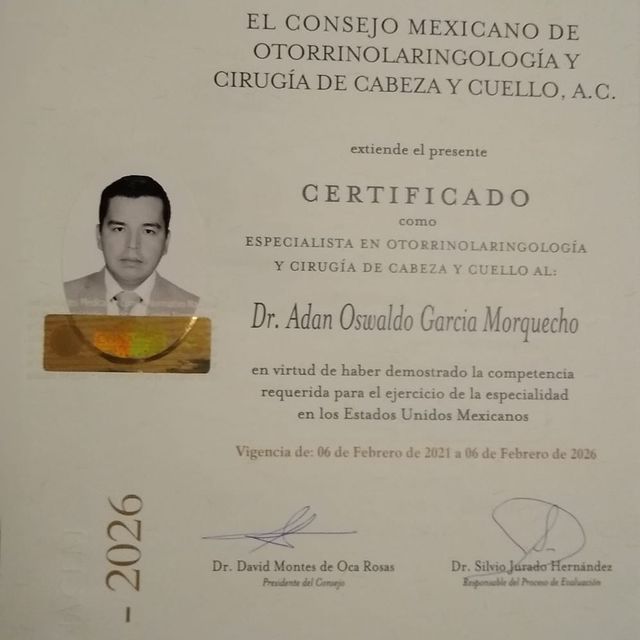 EL CONSEJO MEXICANO DE
OTORRINOLARINGOLOGÍA Y
CIRUGÍA DE CABEZA Y CUELLO, A.C.
extiende el presente
CERTIFICADO
como
ESPECIALISTA EN OTORRINOLARINGOLOGÍA
Y CIRUGÍA DE CABEZA Y CUELLO AL:
Dr. Adan Oswaldo Garcia Morquecho
en virtud de haber demostrado la competencia
requerida para el ejercicio de la especialidad
en los Estados Unidos Mexicanos
Vigencia de: 06 de Febrero de 2021 a 06 de Febrero de 2026
- 2026
Dr. David Montes de Oca Rosas
Presidente del Consejo
Dr. Silvio Jurado Hernández
Responsable del Proceso de Evaluación